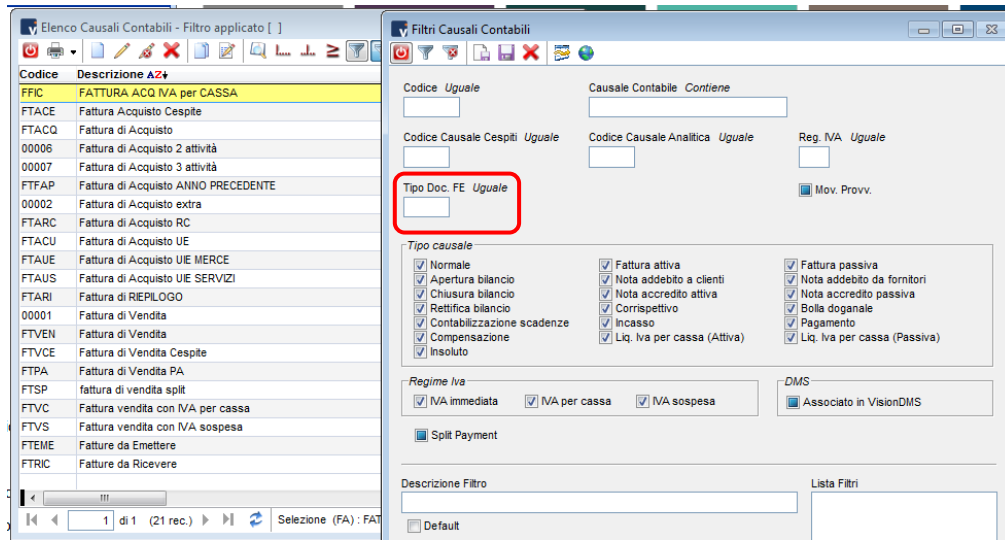 Elenco Causali Contabili - Filtro applicato [ ]
Codice Descrizione AZ
FFIC FATTURA ACQ IVA per CASSA
FTACE Fattura Acquisto Cespite
FTACQ Fattura di Acquisto
00006 Fattura di Acquisto 2 attività
00007 Fattura di Acquisto 3 attività
FTFAP Fattura di Acquisto ANNO PRECEDENTE
00002 Fattura di Acquisto extra
FTARC Fattura di Acquisto RC
FTACU Fattura di Acquisto UE
FTAUE Fattura di Acquisto UIE MERCE
FTAUS Fattura di Acquisto UIE SERVIZI
FTARI Fattura di RIEPILOGO
00001 Fattura di Vendita
FTVEN Fattura di Vendita
FTVCE Fattura di Vendita Cespite
FTPA Fattura di Vendita PA
FTSP fattura di vendita split
FTVC Fattura vendita con IVA per cassa
FTVS Fattura vendita con IVA sospesa
FTEME Fatture da Emettere
FTRIC Fatture da Ricevere
1 di 1 (21 rec.) Selezione (FA) : FAT
Filtri Causali Contabili
Codice Uguale Causale Contabile Contiene
Codice Causale Cespiti Uguale Codice Causale Analitica Uguale Reg. IVA Uguale
Tipo Doc. FE Uguale Mov. Provv.
Tipo causale
Normale Fattura attiva Fattura passiva
Apertura bilancio Nota addebito a clienti Nota addebito da fornitori
Chiusura bilancio Nota accredito attiva Nota accredito passiva
Rettifica bilancio Corrispettivo Bolla doganale
Contabilizzazione scadenze Incasso Pagamento
Compensazione Liq. Iva per cassa (Attiva) Liq. Iva per cassa (Passiva)
Insoluto
Regime Iva DMS
IVA immediata IVA per cassa IVA sospesa Associato in VisionDMS
Split Payment
Descrizione Filtro Lista Filtri
Default